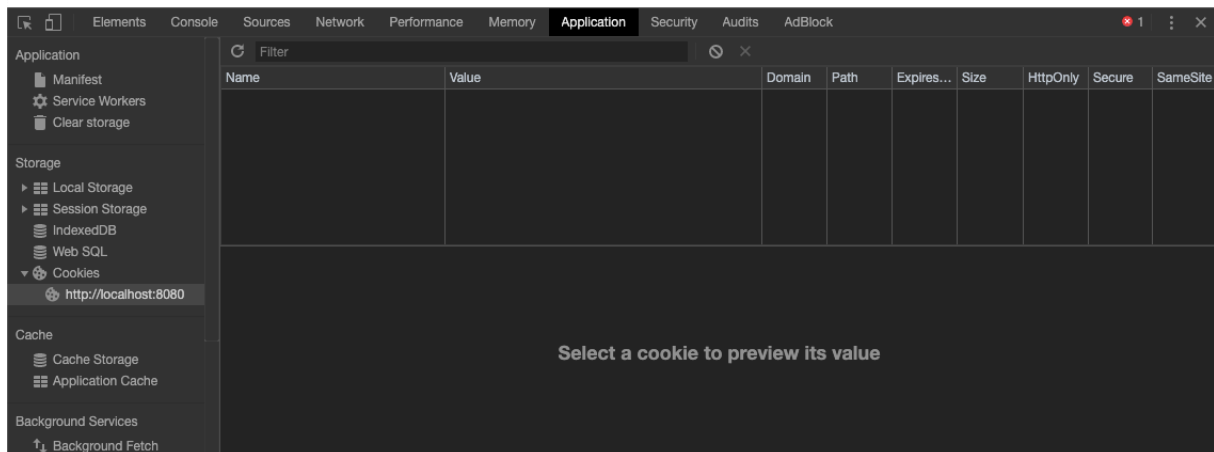 Elements Console Sources Network Performance Memory Application Security Audits AdBlock 1
Application
Manifest
Service Workers
Clear storage
Storage
Local Storage
Session Storage
IndexedDB
Web SQL
Cookies
http://localhost:8080
Cache
Cache Storage
Application Cache
Background Services
Background Fetch
Filter
Name Value Domain Path Expires... Size HttpOnly Secure SameSite
Select a cookie to preview its value